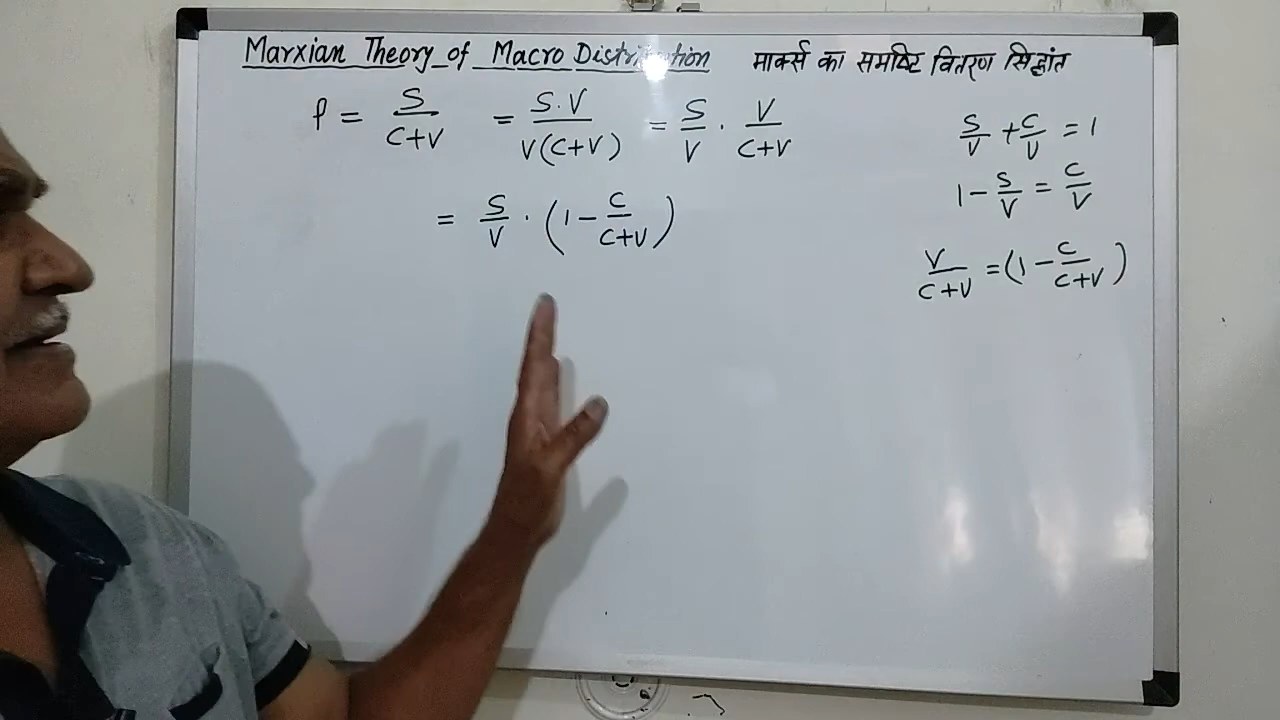 Marxian Theory of Macro Distribution मार्क्स का समष्टि वितरण सिद्धांत
P = S/(C+V) = S.V/V(C+V) = S/V . V/(C+V)
= S/V . (1 - C/(C+V))
S/V + C/V = 1
1 - S/V = C/V
V/(C+V) = (1 - C/(C+V))